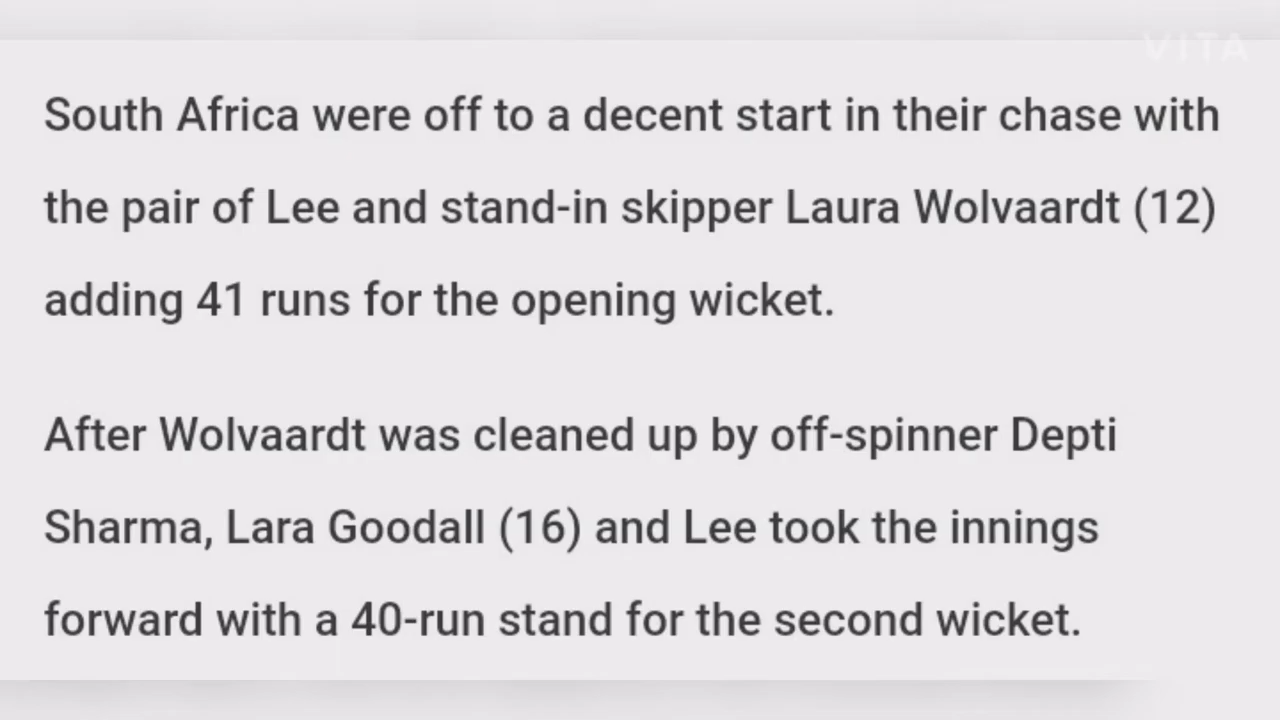 VITA
South Africa were off to a decent start in their chase with
the pair of Lee and stand-in skipper Laura Wolvaardt (12)
adding 41 runs for the opening wicket.
After Wolvaardt was cleaned up by off-spinner Depti
Sharma, Lara Goodall (16) and Lee took the innings
forward with a 40-run stand for the second wicket.